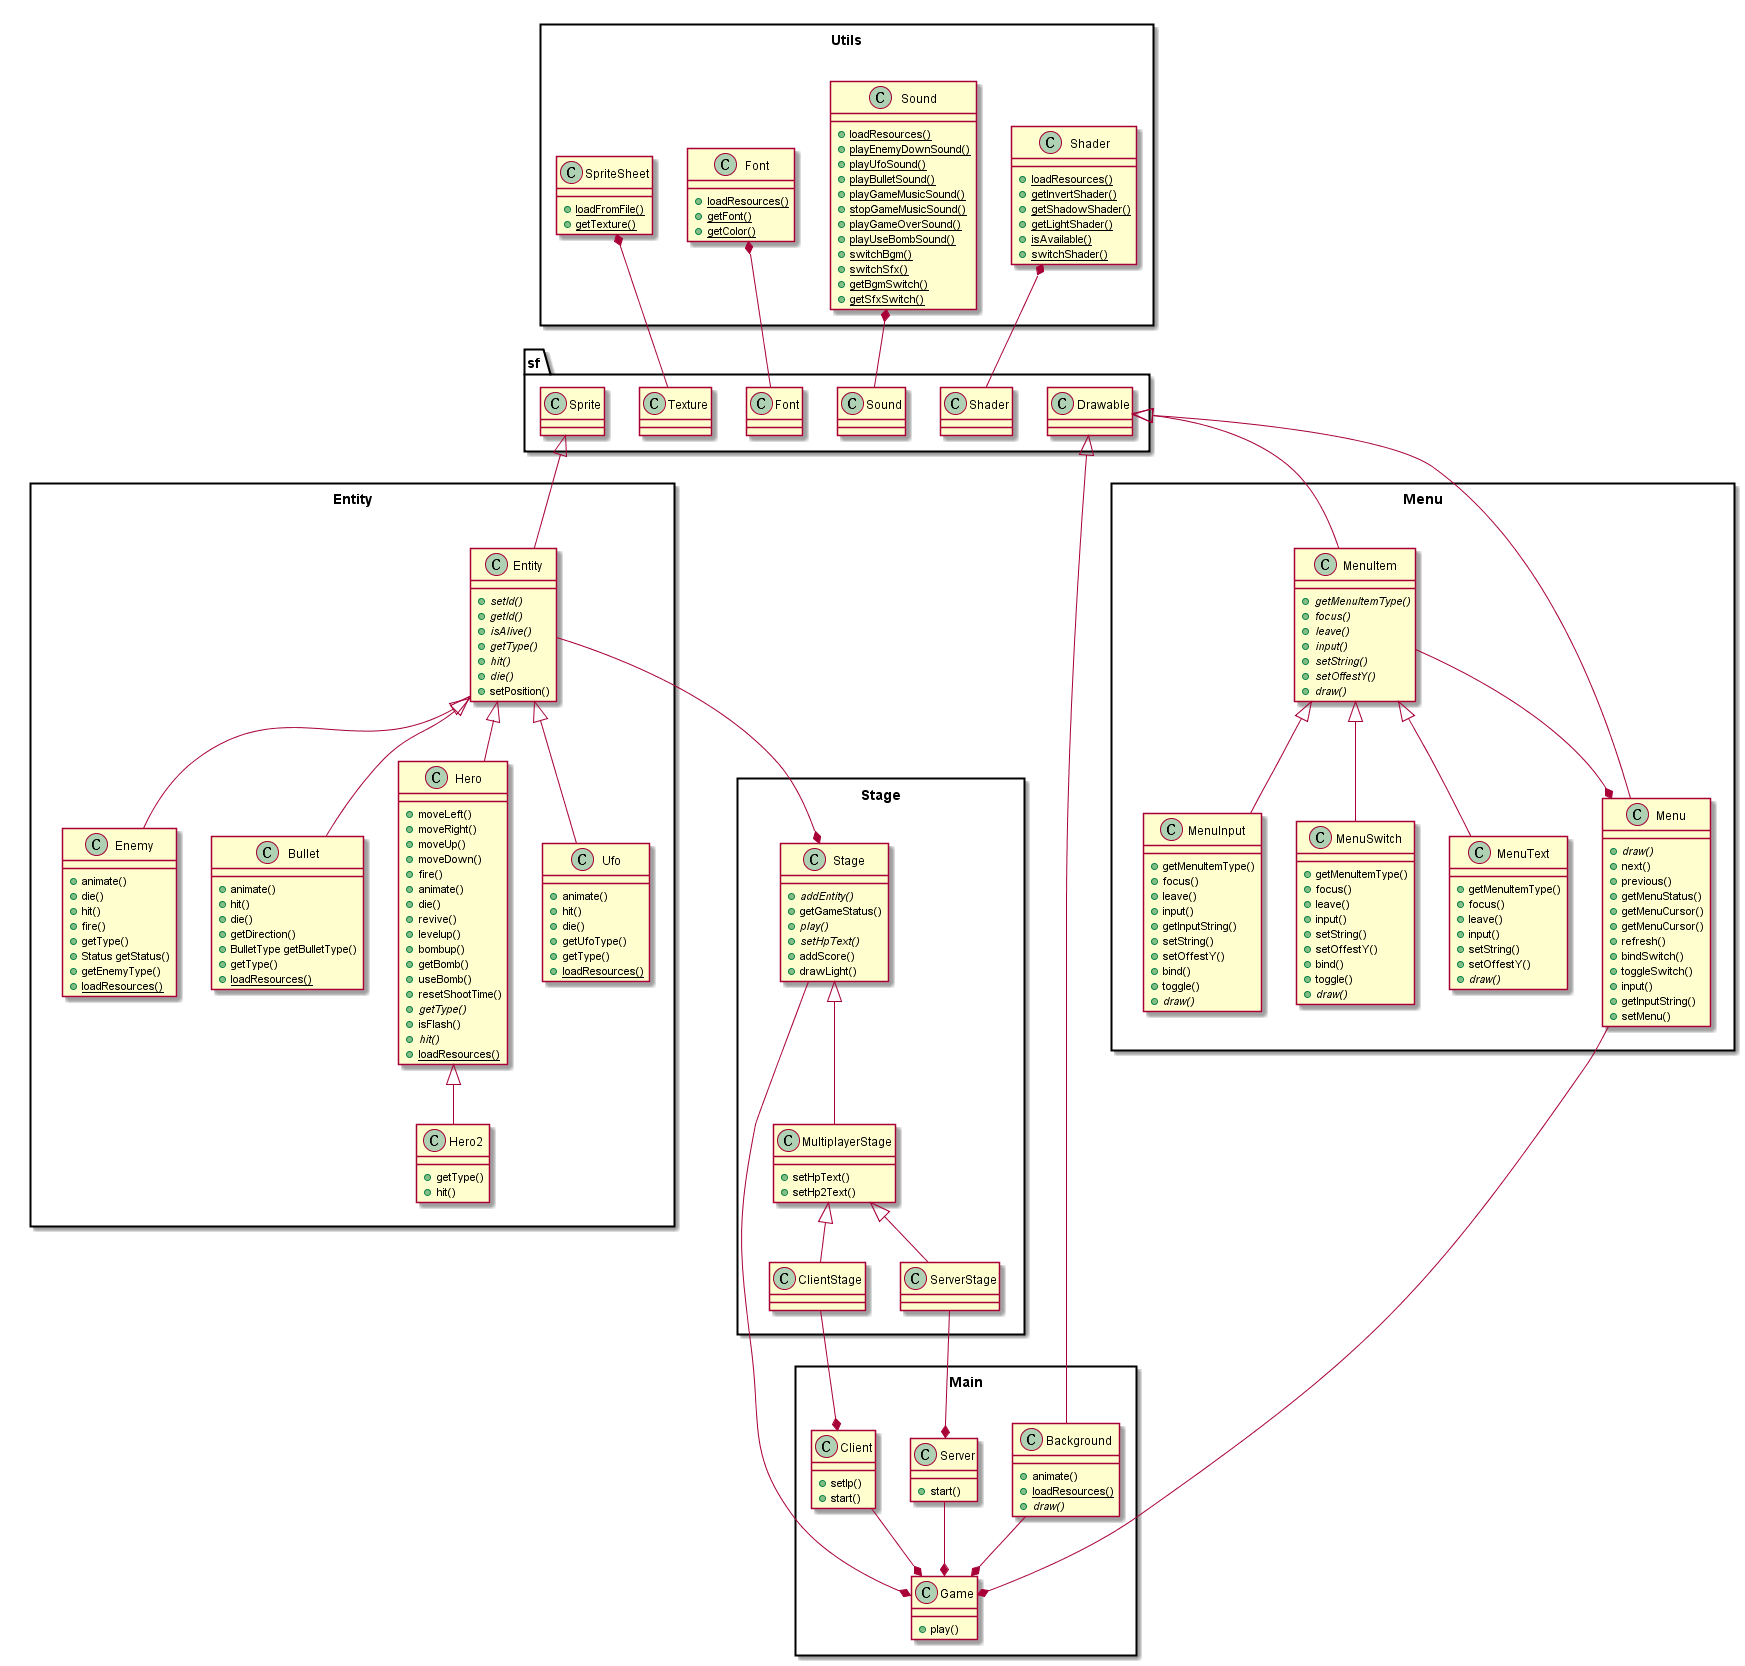 Utils
C SpriteSheet
loadFromFile()
getTexture()
C Font
loadResources()
getFont()
getColor()
C Sound
loadResources()
playEnemyDownSound()
playUfoSound()
playBulletSound()
playGameMusicSound()
stopGameMusicSound()
playGameOverSound()
playUseBombSound()
switchBgm()
switchSfx()
getBgmSwitch()
getSfxSwitch()
C Shader
loadResources()
getInvertShader()
getShadowShader()
getLightShader()
isAvailable()
switchShader()
sf
C Sprite
C Texture
C Font
C Sound
C Shader
C Drawable
Entity
C Entity
setId()
getId()
isAlive()
getType()
hit()
die()
setPosition()
C Enemy
animate()
die()
hit()
fire()
getType()
Status getStatus()
getEnemyType()
loadResources()
C Bullet
animate()
hit()
die()
getDirection()
BulletType getBulletType()
getType()
loadResources()
C Hero
moveLeft()
moveRight()
moveUp()
moveDown()
fire()
animate()
die()
revive()
levelup()
bombup()
getBomb()
useBomb()
resetShootTime()
getType()
isFlash()
hit()
loadResources()
C Ufo
animate()
hit()
die()
getUfoType()
getType()
loadResources()
C Hero2
getType()
hit()
Stage
C Stage
addEntity()
getGameStatus()
play()
setHpText()
addScore()
drawLight()
C MultiplayerStage
setHpText()
setHp2Text()
C ClientStage
C ServerStage
Menu
C MenuItem
getMenuItemType()
focus()
leave()
input()
setString()
setOffestY()
draw()
C MenuInput
getMenuItemType()
focus()
leave()
input()
getInputString()
setString()
setOffestY()
bind()
toggle()
draw()
C MenuSwitch
getMenuItemType()
focus()
leave()
input()
setString()
setOffestY()
bind()
toggle()
draw()
C MenuText
getMenuItemType()
focus()
leave()
input()
setString()
setOffestY()
draw()
C Menu
draw()
next()
previous()
getMenuStatus()
getMenuCursor()
getMenuCursor()
refresh()
bindSwitch()
toggleSwitch()
input()
getInputString()
setMenu()
Main
C Client
setIp()
start()
C Server
start()
C Background
animate()
loadResources()
draw()
C Game
play()